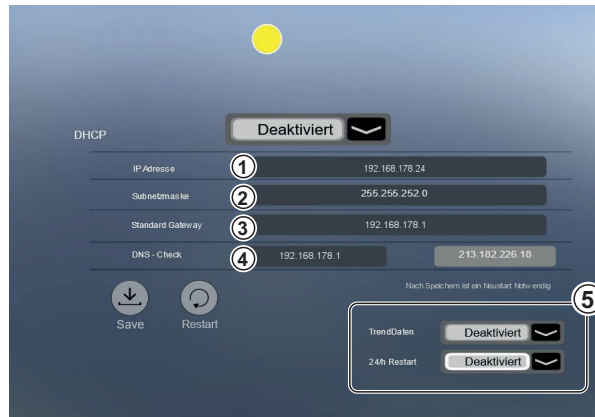 DHCP
Deaktiviert
IP Adresse 1 192.168.178.24
Subnetzmaske 2 255.255.252.0
Standard Gateway 3 192.168.178.1
DNS - Check 4 192.168.178.1 213.182.226.18
Nach Speichern ist ein Neustart Notwendig
Save Restart
5
TrendDaten Deaktiviert
24/h Restart Deaktiviert